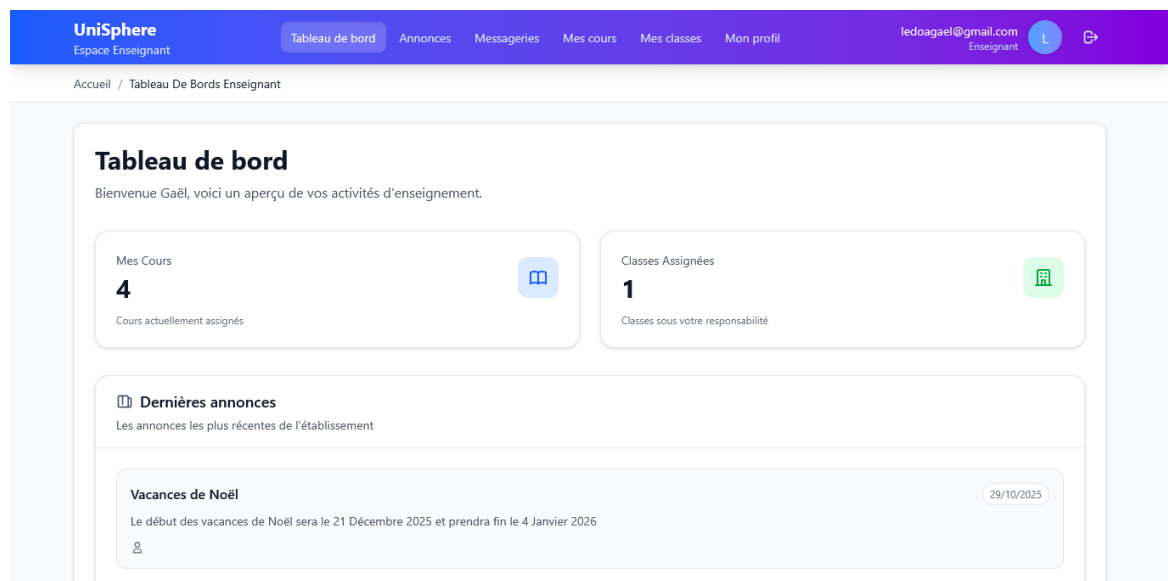 UniSphere
Espace Enseignant
Tableau de bord
Annonces
Messageries
Mes cours
Mes classes
Mon profil
ledoagael@gmail.com
Enseignant
L
Accueil / Tableau De Bords Enseignant
Tableau de bord
Bienvenue Gaël, voici un aperçu de vos activités d'enseignement.
Mes Cours
4
Cours actuellement assignés
Classes Assignées
1
Classes sous votre responsabilité
Dernières annonces
Les annonces les plus récentes de l'établissement
Vacances de Noël
29/10/2025
Le début des vacances de Noël sera le 21 Décembre 2025 et prendra fin le 4 Janvier 2026